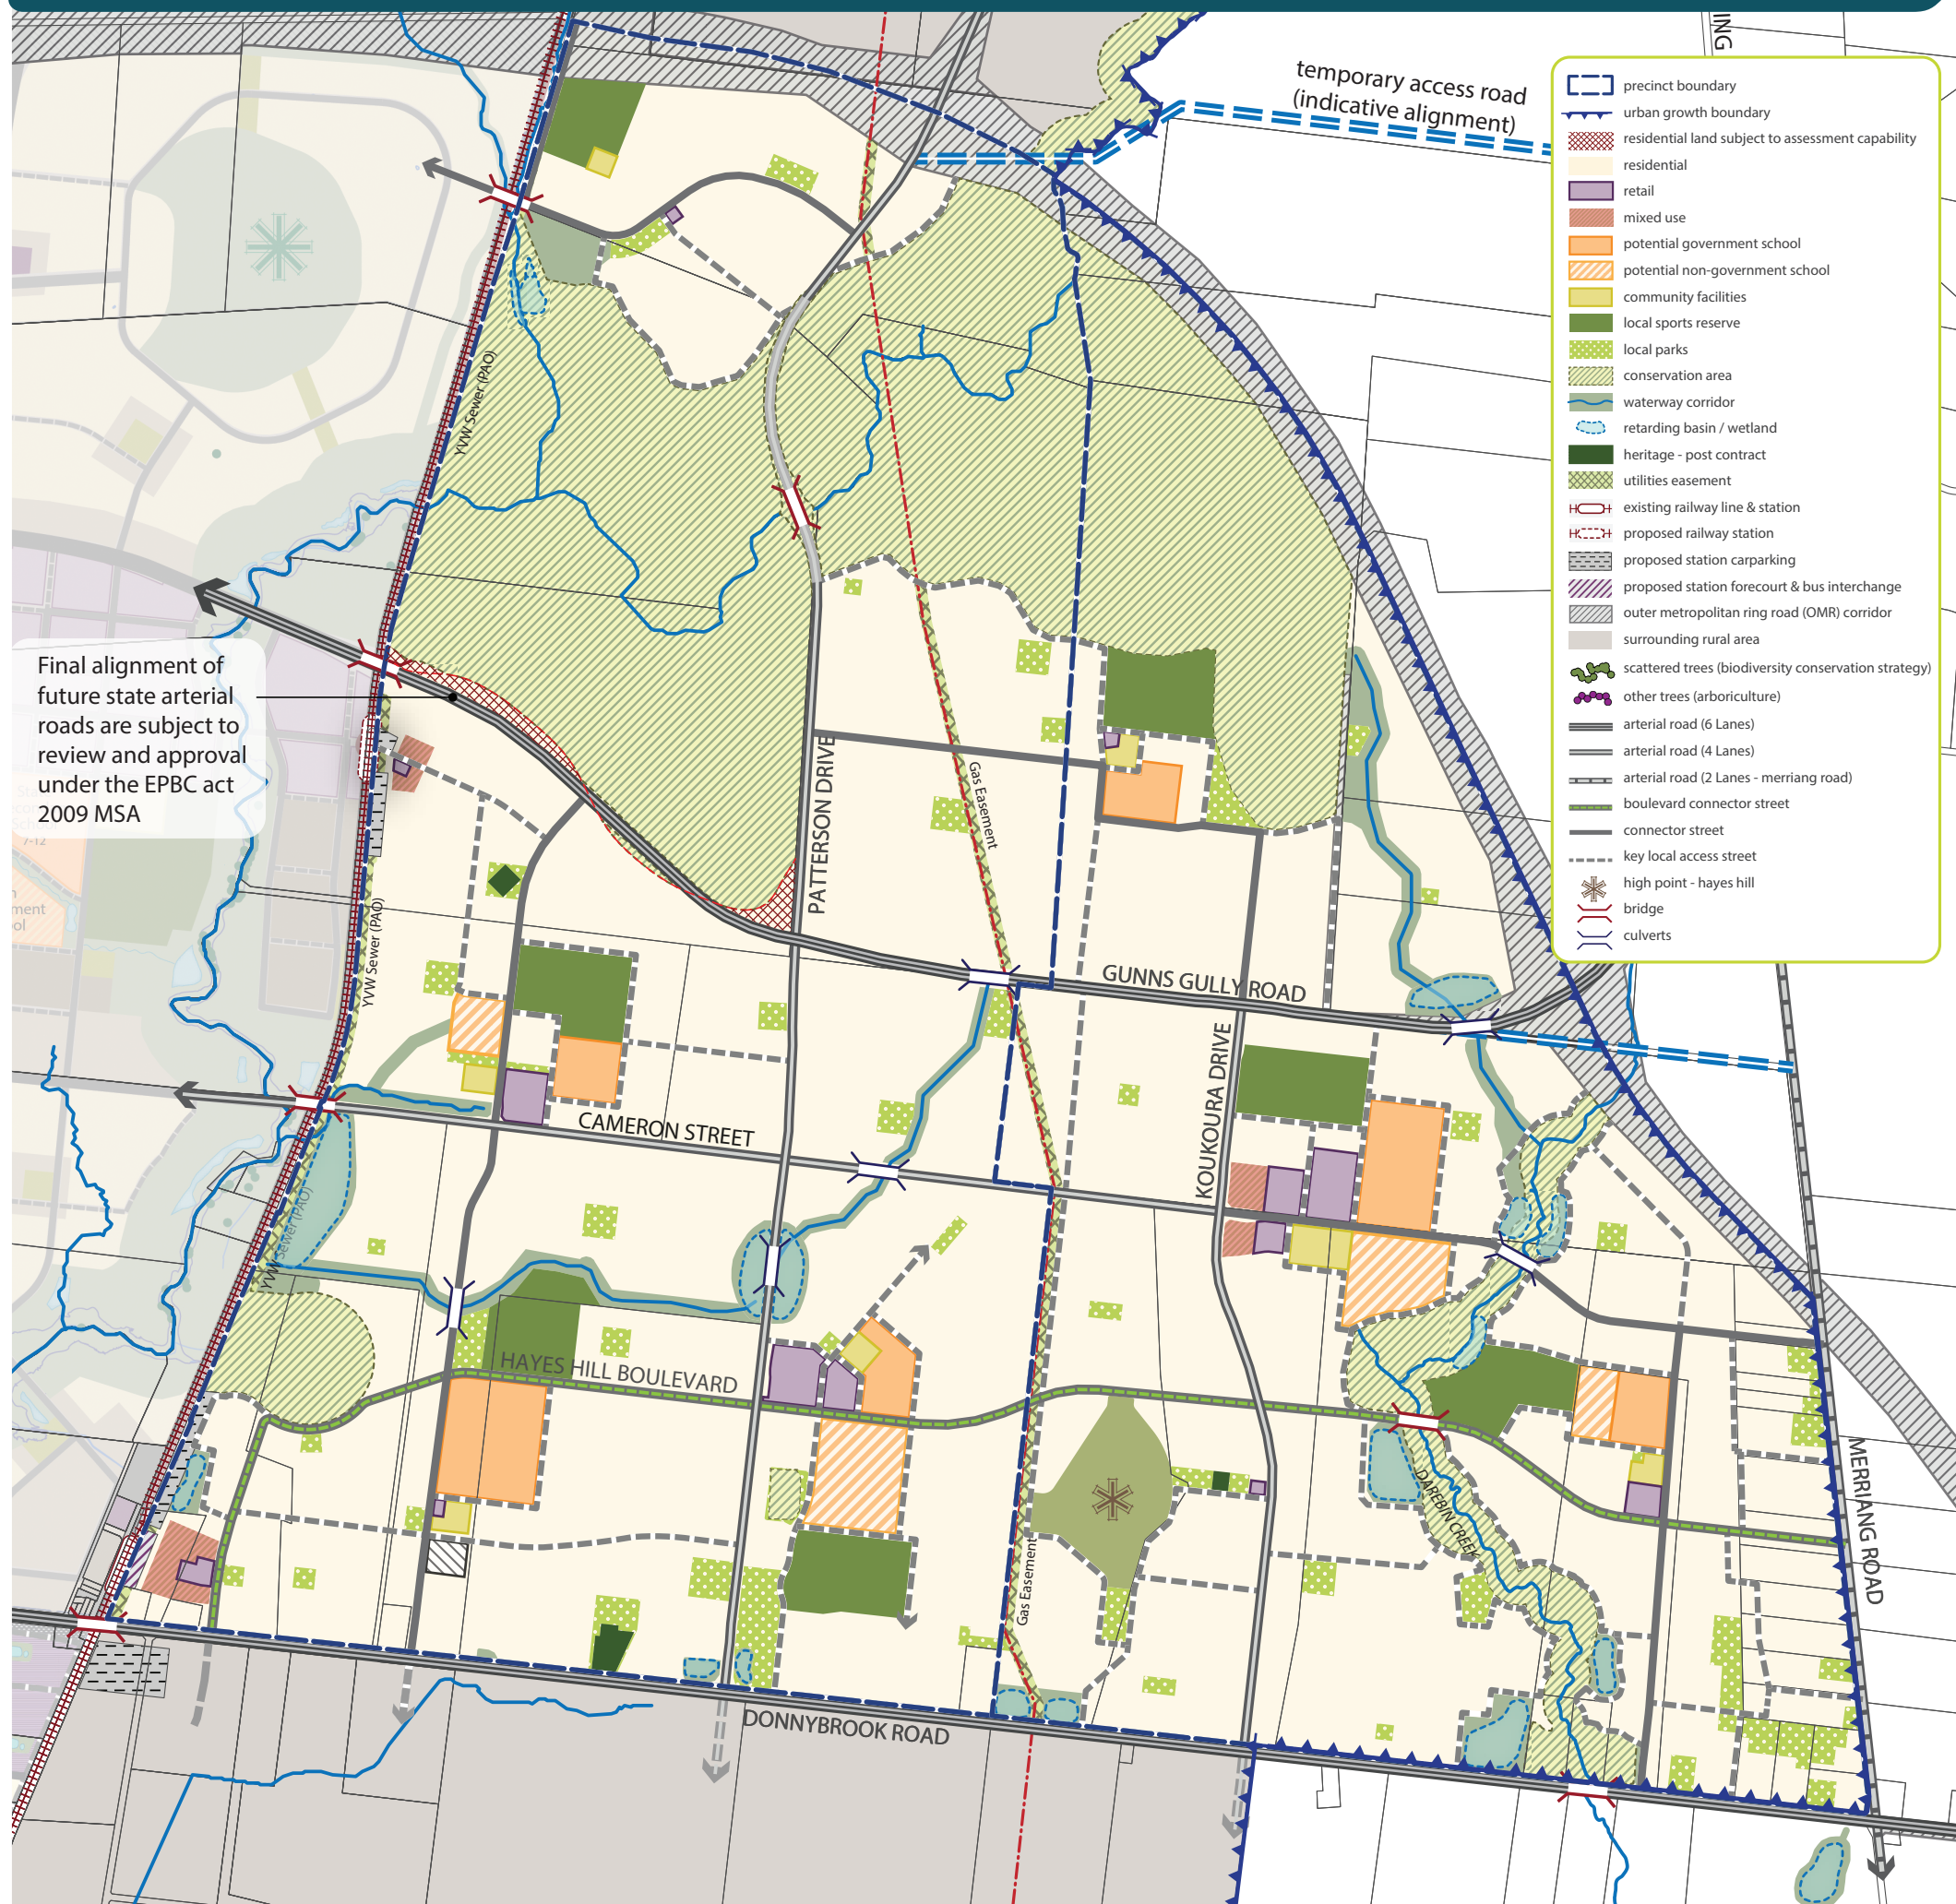 ING
temporary access road
(indicative alignment)
precinct boundary
urban growth boundary
residential land subject to assessment capability
residential
retail
mixed use
potential government school
potential non-government school
community facilities
local sports reserve
local parks
conservation area
waterway corridor
retarding basin / wetland
heritage - post contract
utilities easement
existing railway line & station
proposed railway station
proposed station carparking
proposed station forecourt & bus interchange
outer metropolitan ring road (OMR) corridor
surrounding rural area
scattered trees (biodiversity conservation strategy)
other trees (arboriculture)
arterial road (6 Lanes)
arterial road (4 Lanes)
arterial road (2 Lanes - merriang road)
boulevard connector street
connector street
key local access street
high point - hayes hill
bridge
culverts
YVW Sewer (PAO)
Final alignment of
future state arterial
roads are subject to
review and approval
under the EPBC act
2009 MSA
7-12
PATTERSON DRIVE
Gas Easement
YVW Sewer (PAO)
GUNNS GULLY ROAD
KOUKOURA DRIVE
CAMERON STREET
YVW Sewer (PAO)
HAYES HILL BOULEVARD
DAREBIN CREEK
MERRIANG ROAD
Gas Easement
DONNYBROOK ROAD